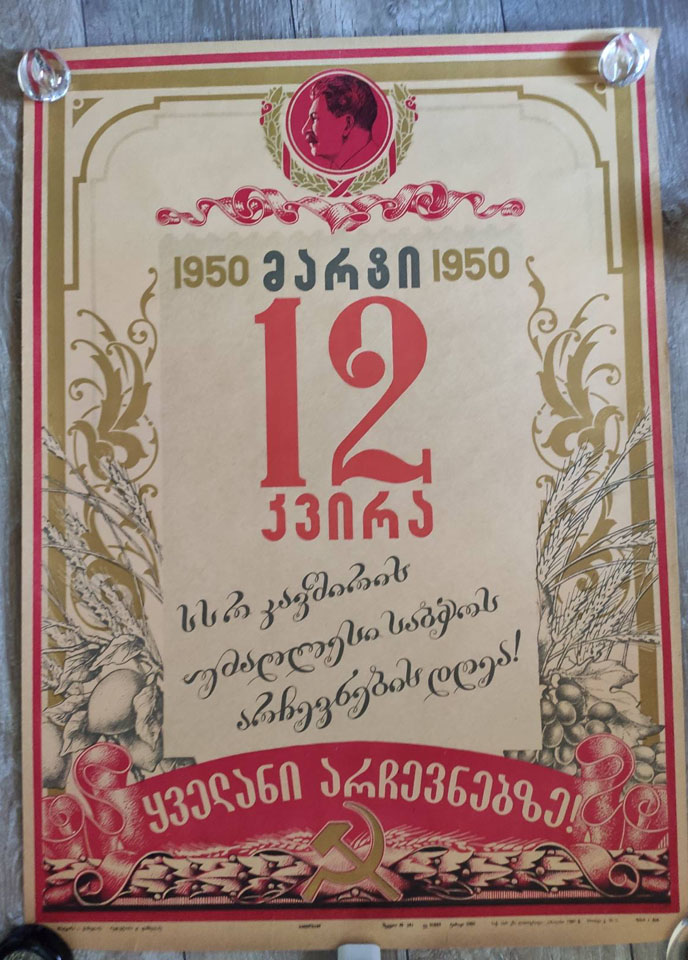 1950 მარტი 1950
12
კვირა
სსრ კავშირის
უმაღლესი საბჭოს
არჩევნების დღეა!
ყველანი არჩევნებზე!